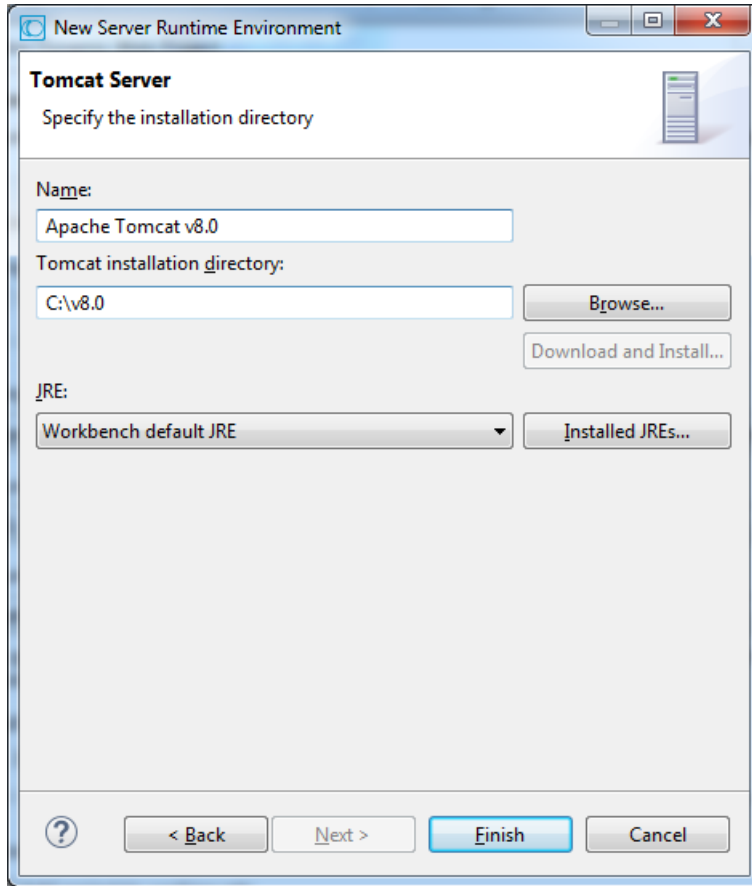 New Server Runtime Environment
Tomcat Server
Specify the installation directory
Name:
Apache Tomcat v8.0
Tomcat installation directory:
C:\v8.0
Browse...
Download and Install...
JRE:
Workbench default JRE
Installed JREs...
?
< Back
Next >
Finish
Cancel